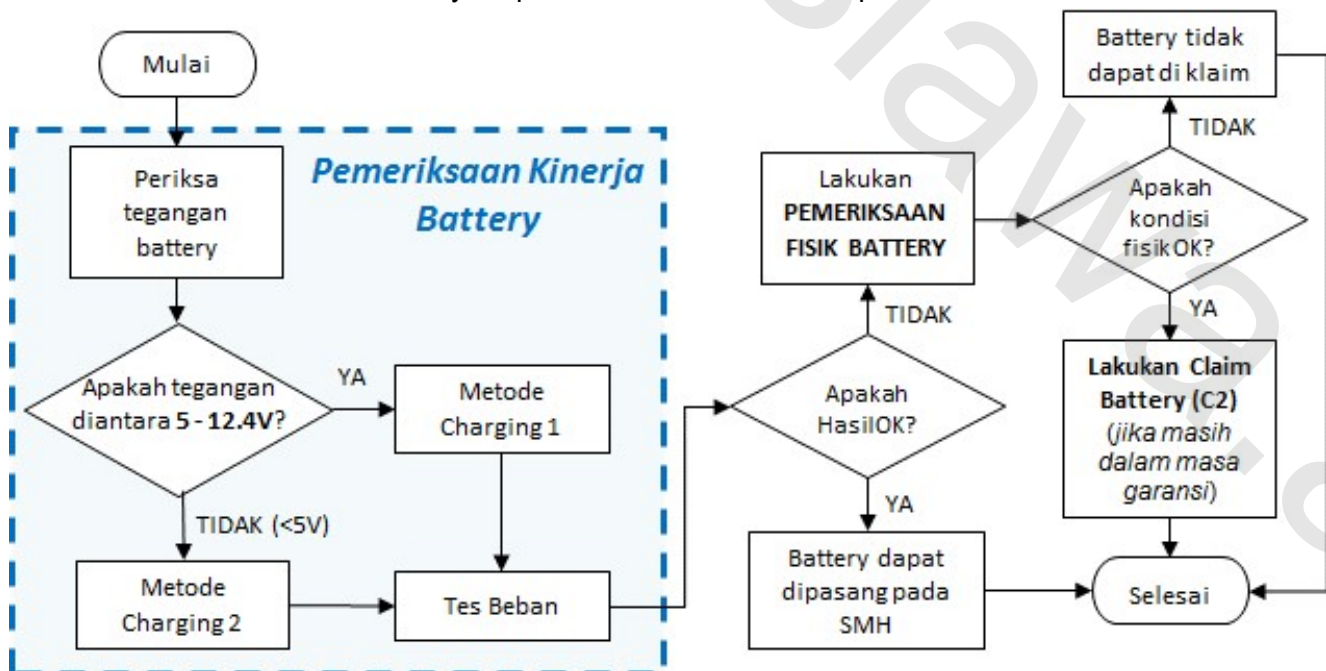 Mulai
Pemeriksaan Kinerja
Battery
Periksa
tegangan
battery
Apakah tegangan
diantara 5 - 12.4V?
YA
Metode
Charging 1
TIDAK (<5V)
Metode
Charging 2
Tes Beban
Apakah
HasilOK?
TIDAK
Lakukan
PEMERIKSAAN
FISIK BATTERY
YA
Battery dapat
dipasang pada
SMH
Apakah
kondisi
fisikOK?
TIDAK
Battery tidak
dapat di klaim
YA
Lakukan Claim
Battery (C2)
(jika masih
dalam masa
garansi)
Selesai